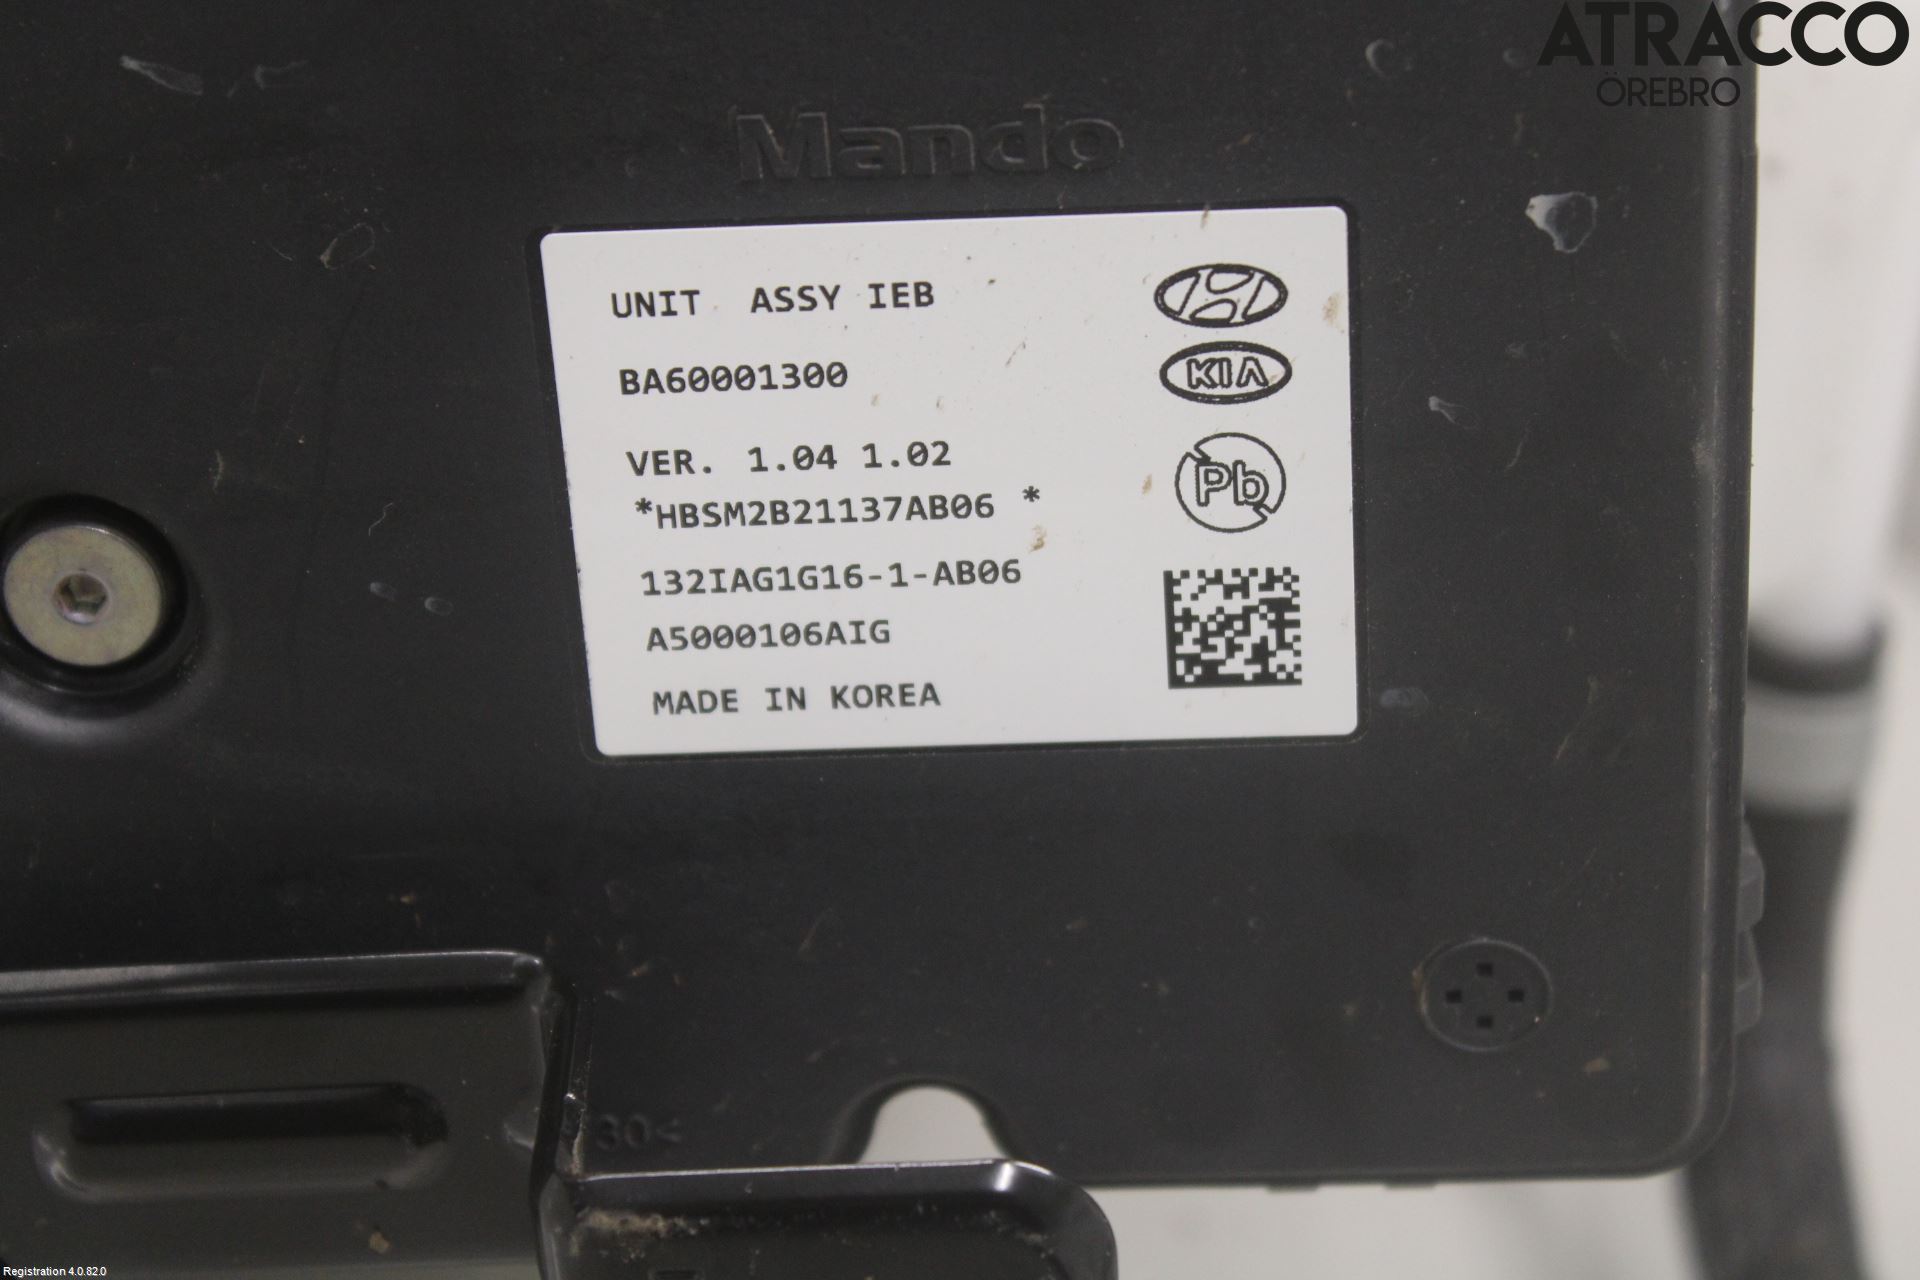 ATRACCO
ÖREBRO
Mando
UNIT ASSY IEB
BA60001300
VER. 1.04 1.02
*HBSM2B21137AB06 *
132IAG1G16-1-AB06
A5000106AIG
MADE IN KOREA
KIA
Pb
30<
Registration 4.0.82.0